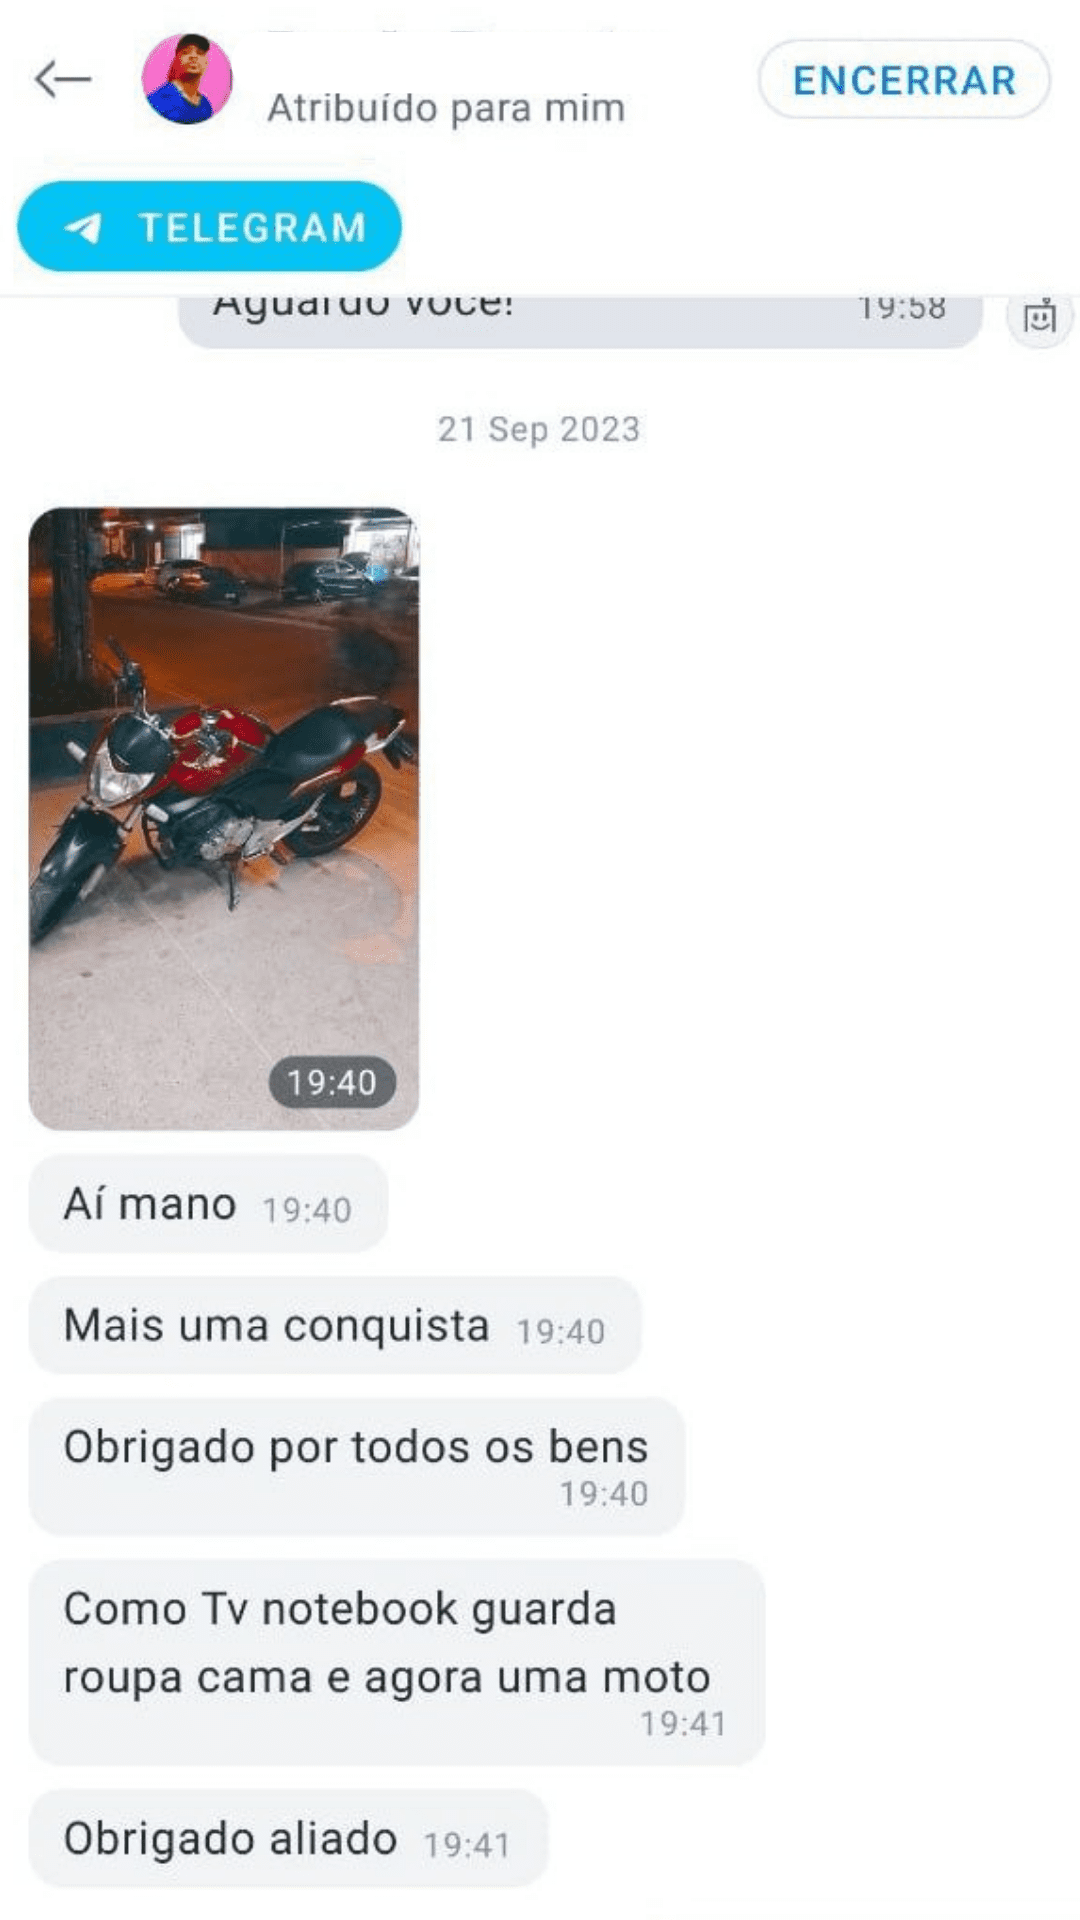 Atribuído para mim
ENCERRAR
TELEGRAM
Aguardo você!
19:58
21 Sep 2023
19:40
Aí mano 19:40
Mais uma conquista 19:40
Obrigado por todos os bens
19:40
Como Tv notebook guarda
roupa cama e agora uma moto
19:41
Obrigado aliado 19:41